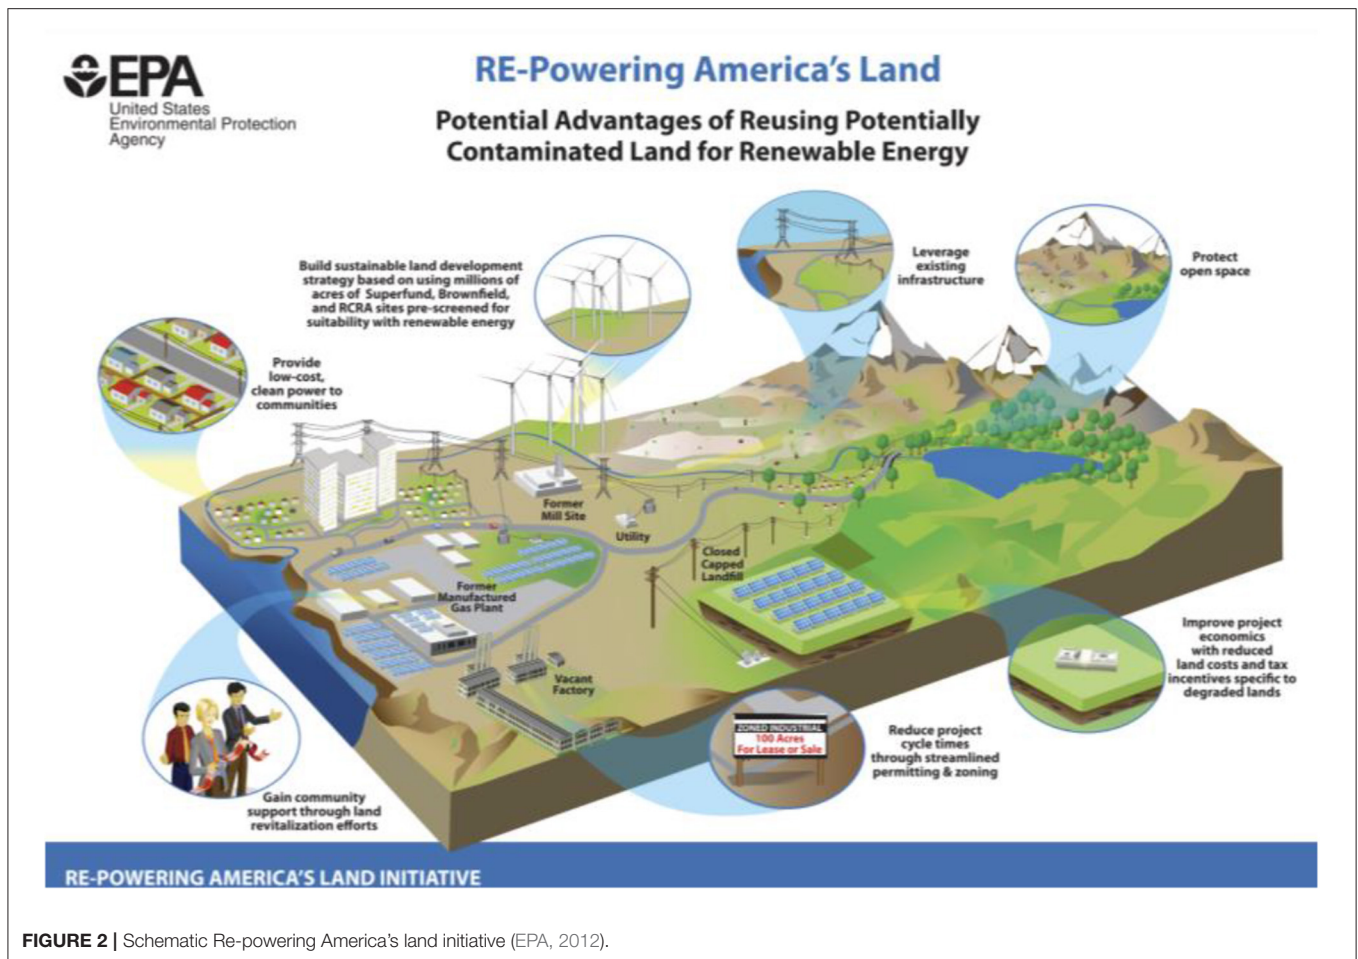 EPA
United States
Environmental Protection
Agency
RE-Powering America's Land
Potential Advantages of Reusing Potentially
Contaminated Land for Renewable Energy
Build sustainable land development
strategy based on using millions of
acres of Superfund, Brownfield,
and RCRA sites pre-screened for
suitability with renewable energy
Leverage
existing
infrastructure
Protect
open space
Provide
low-cost,
clean power to
communities
Former
Mill Site
Utility
Closed
Capped
Landfill
Former
Manufactured
Gas Plant
Vacant
Factory
Improve project
economics
with reduced
land costs and tax
incentives specific to
degraded lands
ZONED INDUSTRIAL
100 Acres
For Lease or Sale
Reduce project
cycle times
through streamlined
permitting & zoning
Gain community
support through land
revitalization efforts
RE-POWERING AMERICA'S LAND INITIATIVE
FIGURE 2 | Schematic Re-powering America's land initiative (EPA, 2012).